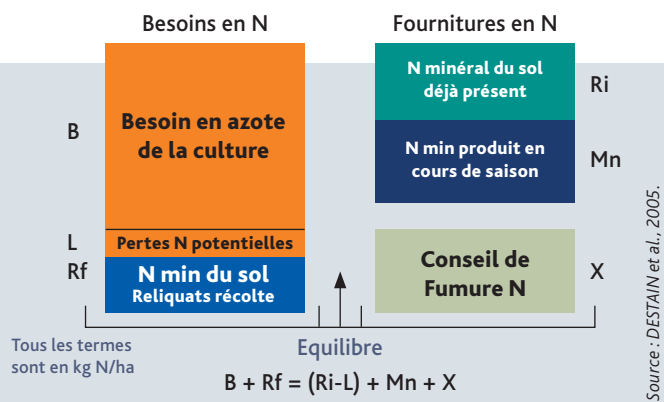 Besoins en N
Fournitures en N
B
Besoin en azote
de la culture
L
Pertes N potentielles
Rf
N min du sol
Reliquats récolte
N minéral du sol
déjà présent
Ri
N min produit en
cours de saison
Mn
Conseil de
Fumure N
X
Tous les termes
sont en kg N/ha
Equilibre
B + Rf = (Ri-L) + Mn + X
Source : DESTAIN et al., 2005.